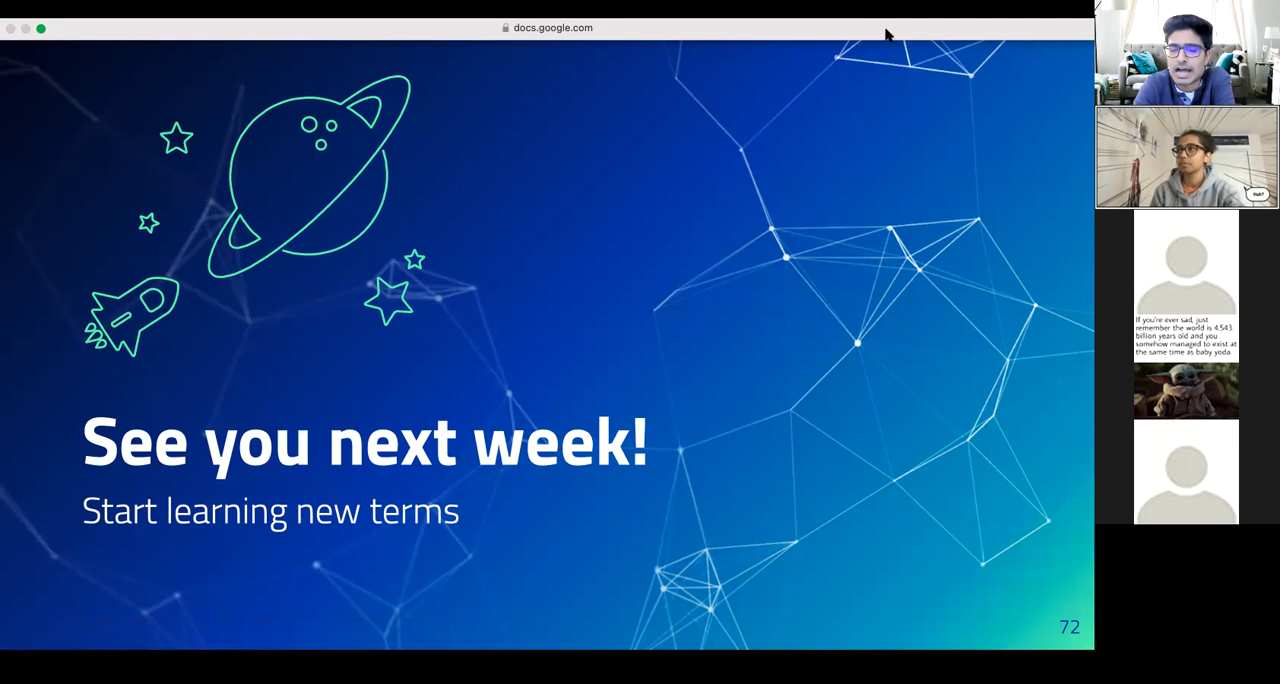 docs.google.com
See you next week!
Start learning new terms
72
Huh?
If you're ever sad, just
remember the world is 4.543
billion years old and you
somehow managed to exist at
the same time as baby yoda.